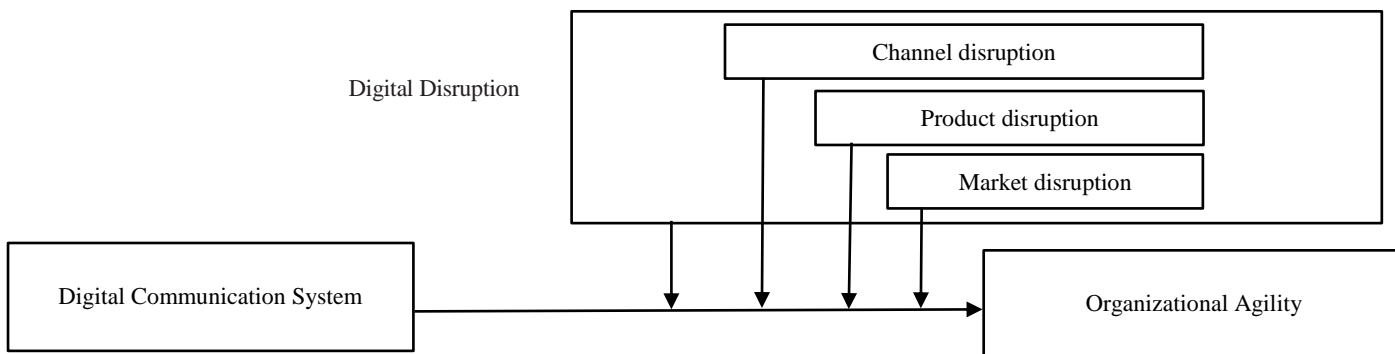 Channel disruption
Digital Disruption
Product disruption
Market disruption
Digital Communication System
Organizational Agility